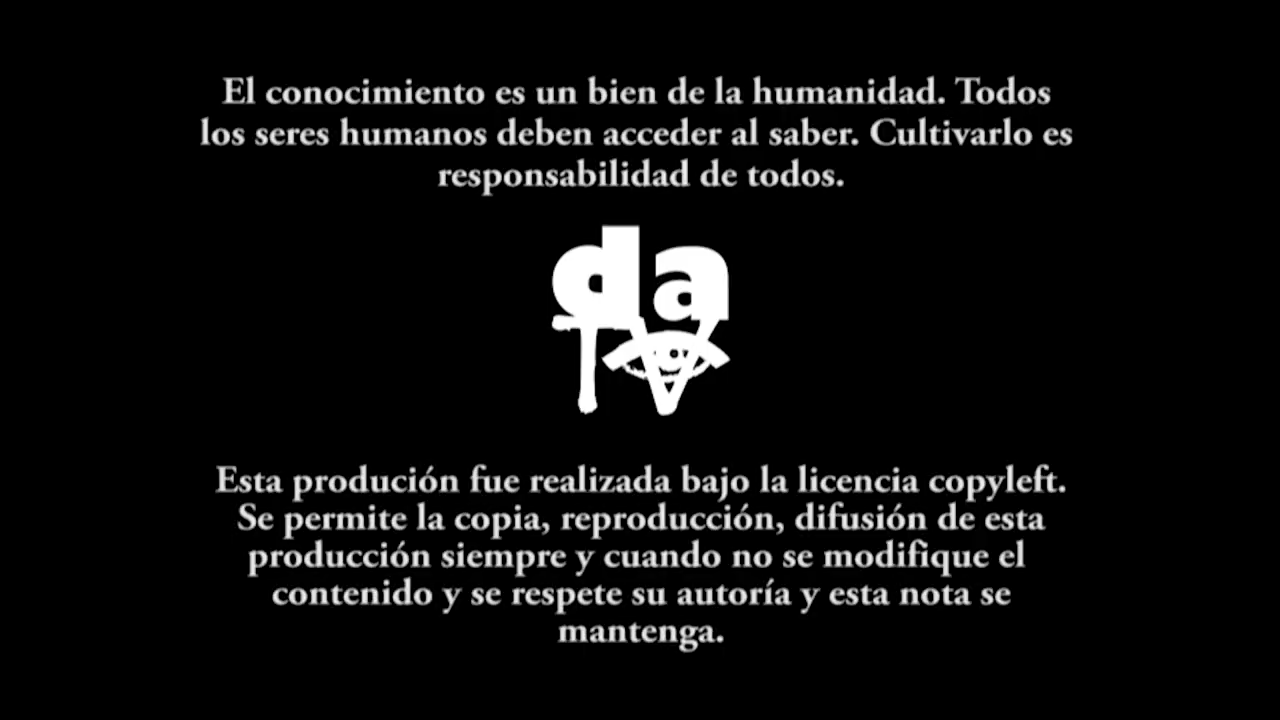 El conocimiento es un bien de la humanidad. Todos
los seres humanos deben acceder al saber. Cultivarlo es
responsabilidad de todos.
da
TV
Esta produción fue realizada bajo la licencia copyleft.
Se permite la copia, reproducción, difusión de esta
producción siempre y cuando no se modifique el
contenido y se respete su autoría y esta nota se
mantenga.